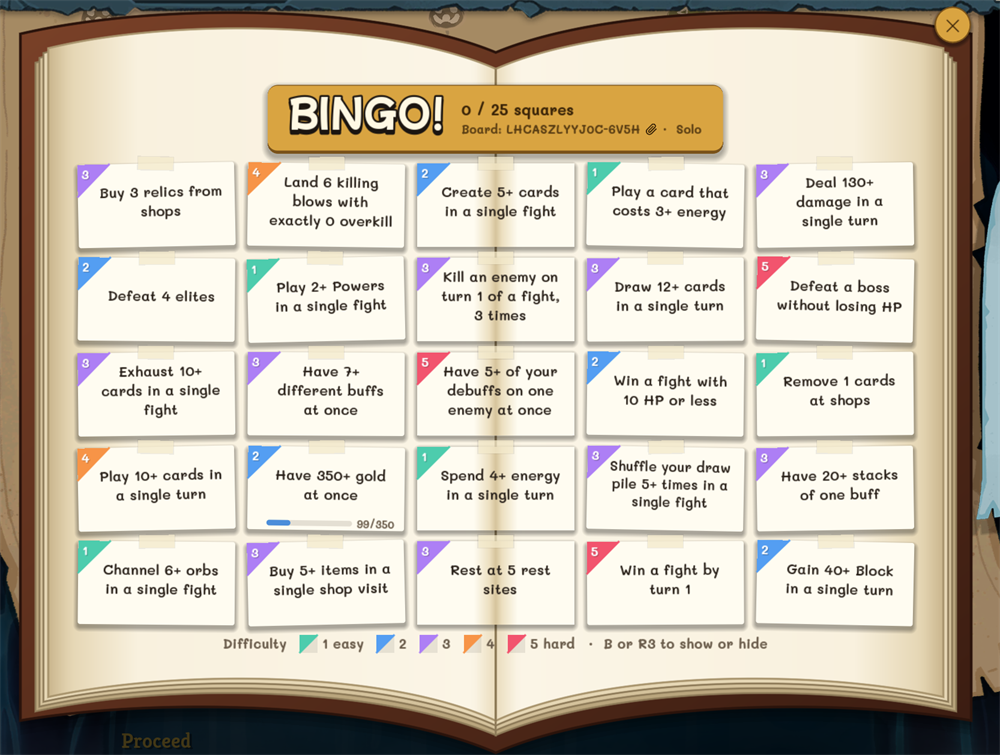 BINGO!
0 / 25 squares
Board: LHCASZLYYJ0C-6V5H · Solo
3
Buy 3 relics from
shops
4
Land 6 killing
blows with
exactly 0 overkill
2
Create 5+ cards
in a single fight
1
Play a card that
costs 3+ energy
3
Deal 130+
damage in a
single turn
2
Defeat 4 elites
1
Play 2+ Powers
in a single fight
3
Kill an enemy on
turn 1 of a fight,
3 times
3
Draw 12+ cards
in a single turn
5
Defeat a boss
without losing HP
3
Exhaust 10+
cards in a single
fight
3
Have 7+
different buffs
at once
5
Have 5+ of your
debuffs on one
enemy at once
2
Win a fight with
10 HP or less
1
Remove 1 cards
at shops
4
Play 10+ cards in
a single turn
2
Have 350+ gold
at once
99/350
1
Spend 4+ energy
in a single turn
3
Shuffle your draw
pile 5+ times in a
single fight
3
Have 20+ stacks
of one buff
1
Channel 6+ orbs
in a single fight
3
Buy 5+ items in a
single shop visit
3
Rest at 5 rest
sites
5
Win a fight by
turn 1
2
Gain 40+ Block
in a single turn
Difficulty 1 easy 2 3 4 5 hard · B or R3 to show or hide
Proceed